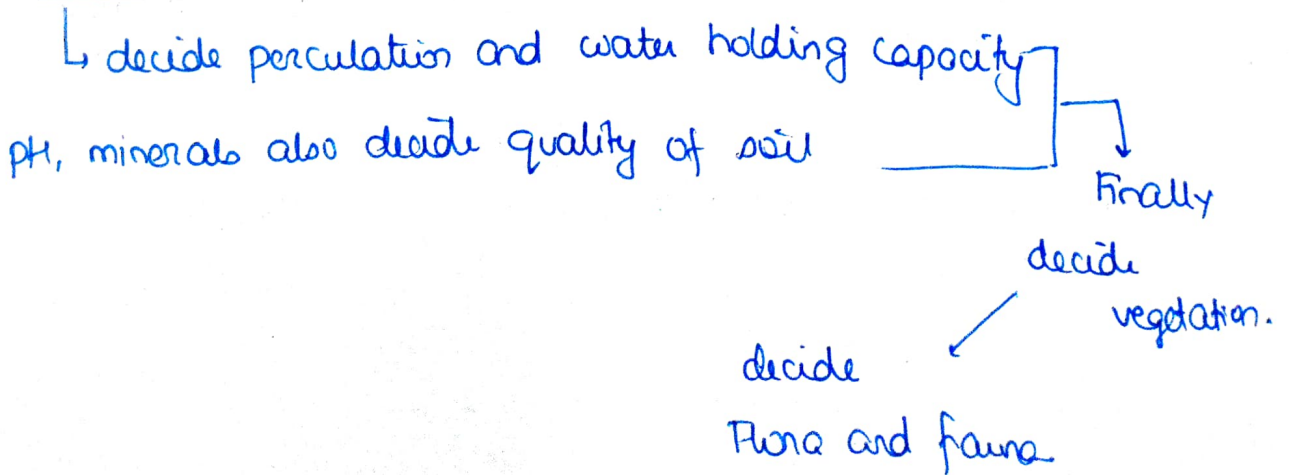 ↳ decide perculation and water holding capacity
pH, minerals also decide quality of soil
Finally
decide
vegetation.
decide
Flora and fauna